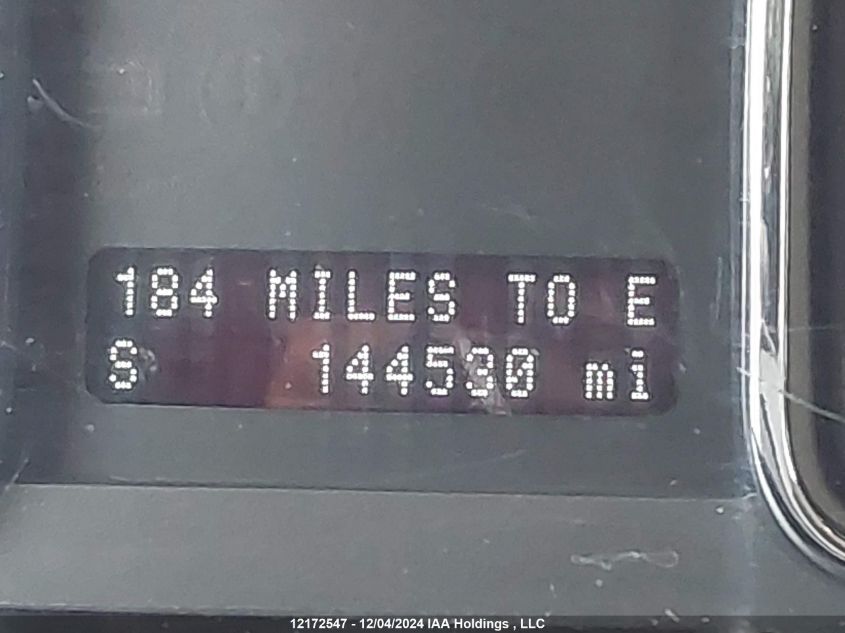 184 MILES TO E
S 144530 mi
12172547 - 12/04/2024 IAA Holdings , LLC